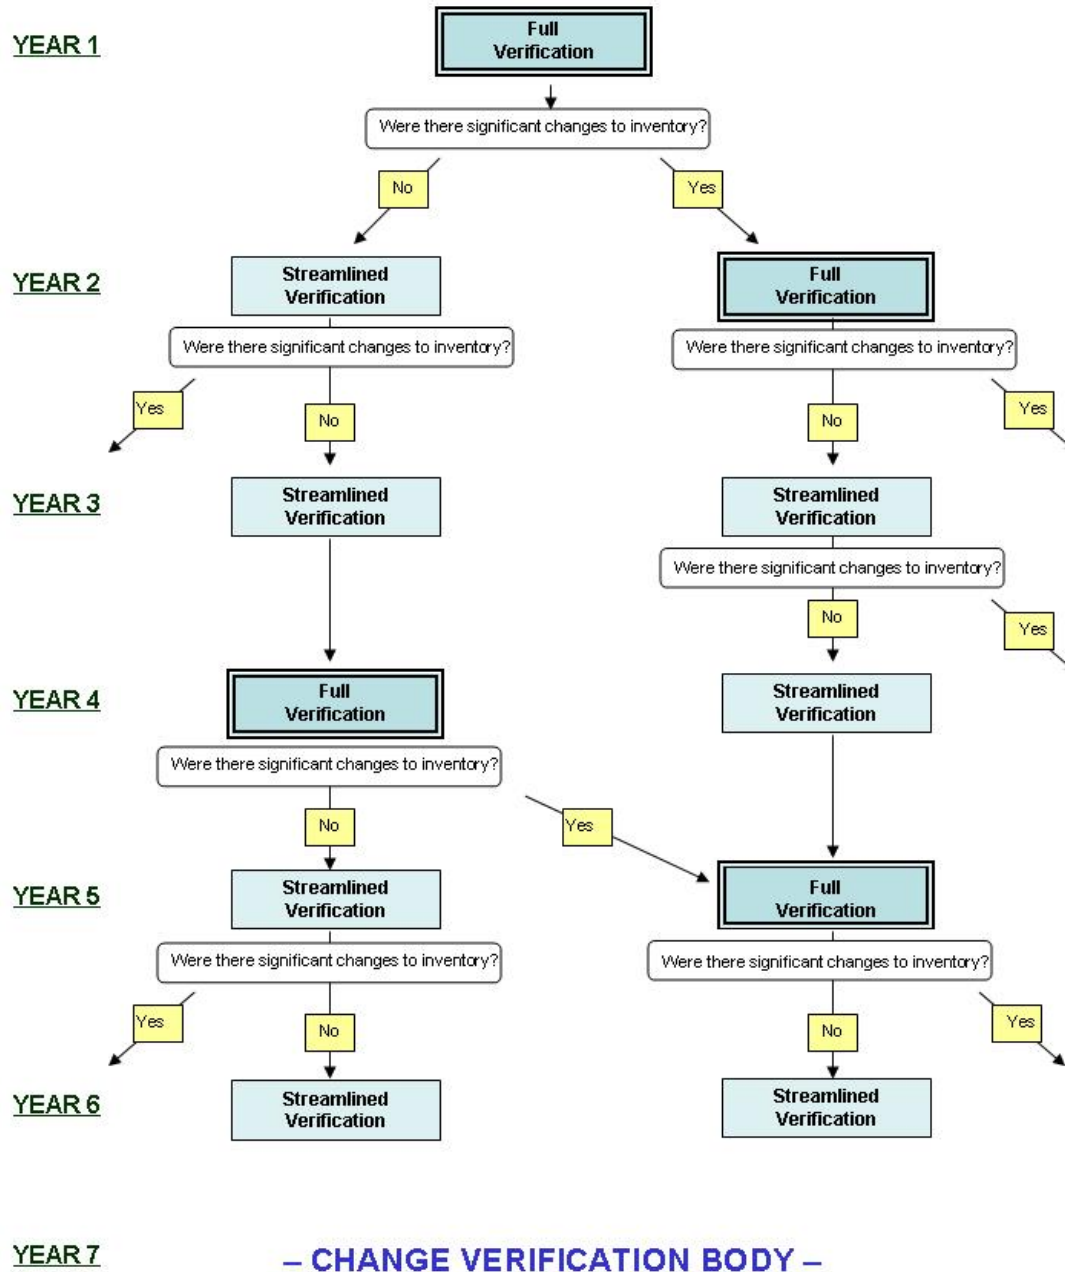 YEAR 1
Full
Verification
Were there significant changes to inventory?
No
Yes
YEAR 2
Streamlined
Verification
Full
Verification
Were there significant changes to inventory?
Were there significant changes to inventory?
Yes
No
No
Yes
YEAR 3
Streamlined
Verification
Streamlined
Verification
Were there significant changes to inventory?
No
Yes
YEAR 4
Full
Verification
Streamlined
Verification
Were there significant changes to inventory?
No
Yes
YEAR 5
Streamlined
Verification
Full
Verification
Were there significant changes to inventory?
Were there significant changes to inventory?
Yes
No
No
Yes
YEAR 6
Streamlined
Verification
Streamlined
Verification
YEAR 7
– CHANGE VERIFICATION BODY –